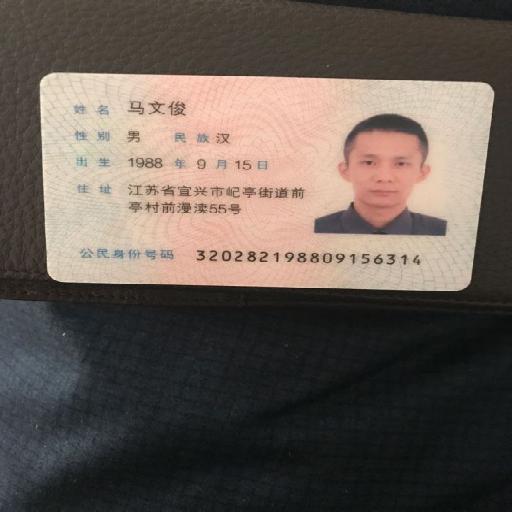 姓名 马文俊
性别 男 民族 汉
出生 1988 年 9 月 15 日
住址 江苏省宜兴市屺亭街道前
亭村前漫渎55号
公民身份号码 320282198809156314